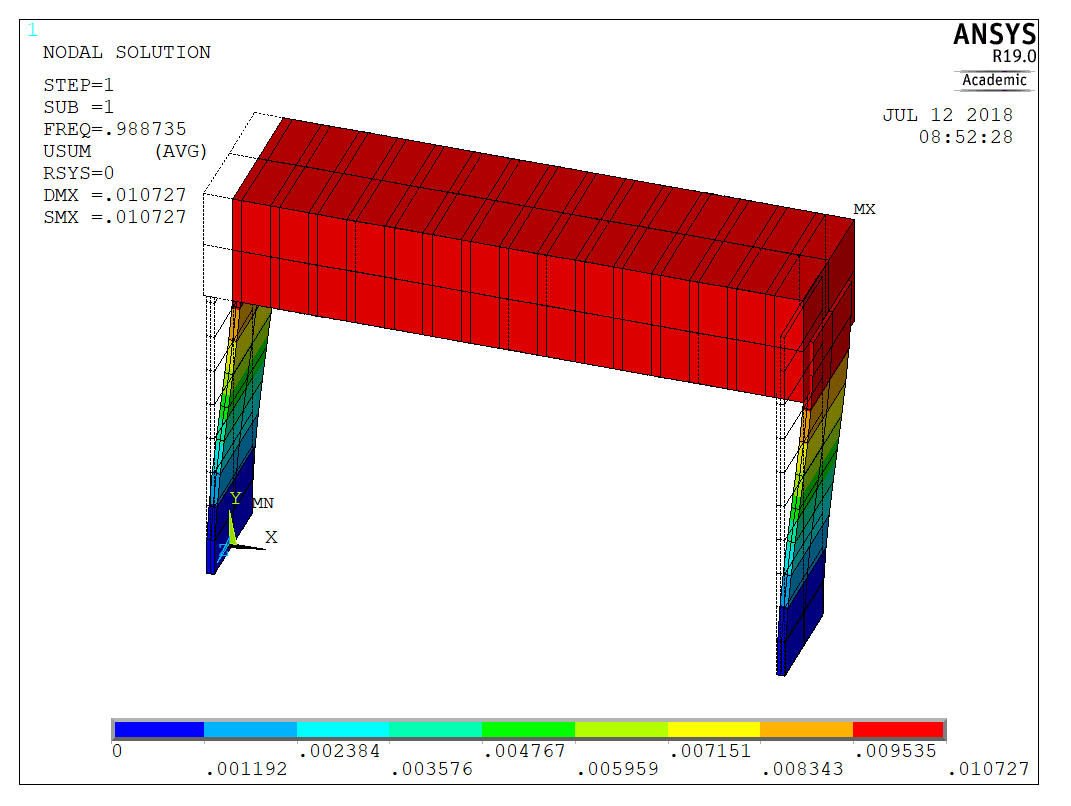 1
NODAL SOLUTION
STEP=1
SUB =1
FREQ=.988735
USUM (AVG)
RSYS=0
DMX =.010727
SMX =.010727
ANSYS
R19.0
Academic
JUL 12 2018
08:52:28
MX
Y
MN
X
Z
0 .002384 .004767 .007151 .009535
.001192 .003576 .005959 .008343 .010727